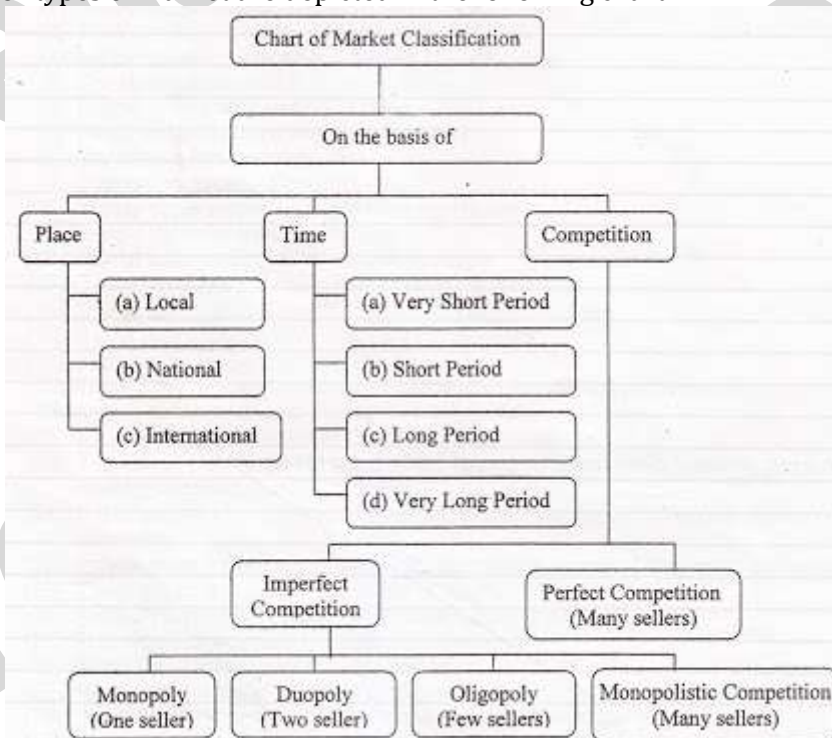 Chart of Market Classification
On the basis of
Place
Time
Competition
(a) Local
(a) Very Short Period
(b) National
(b) Short Period
(c) International
(c) Long Period
(d) Very Long Period
Imperfect
Competition
Perfect Competition
(Many sellers)
Monopoly
(One seller)
Duopoly
(Two seller)
Oligopoly
(Few sellers)
Monopolistic Competition
(Many sellers)